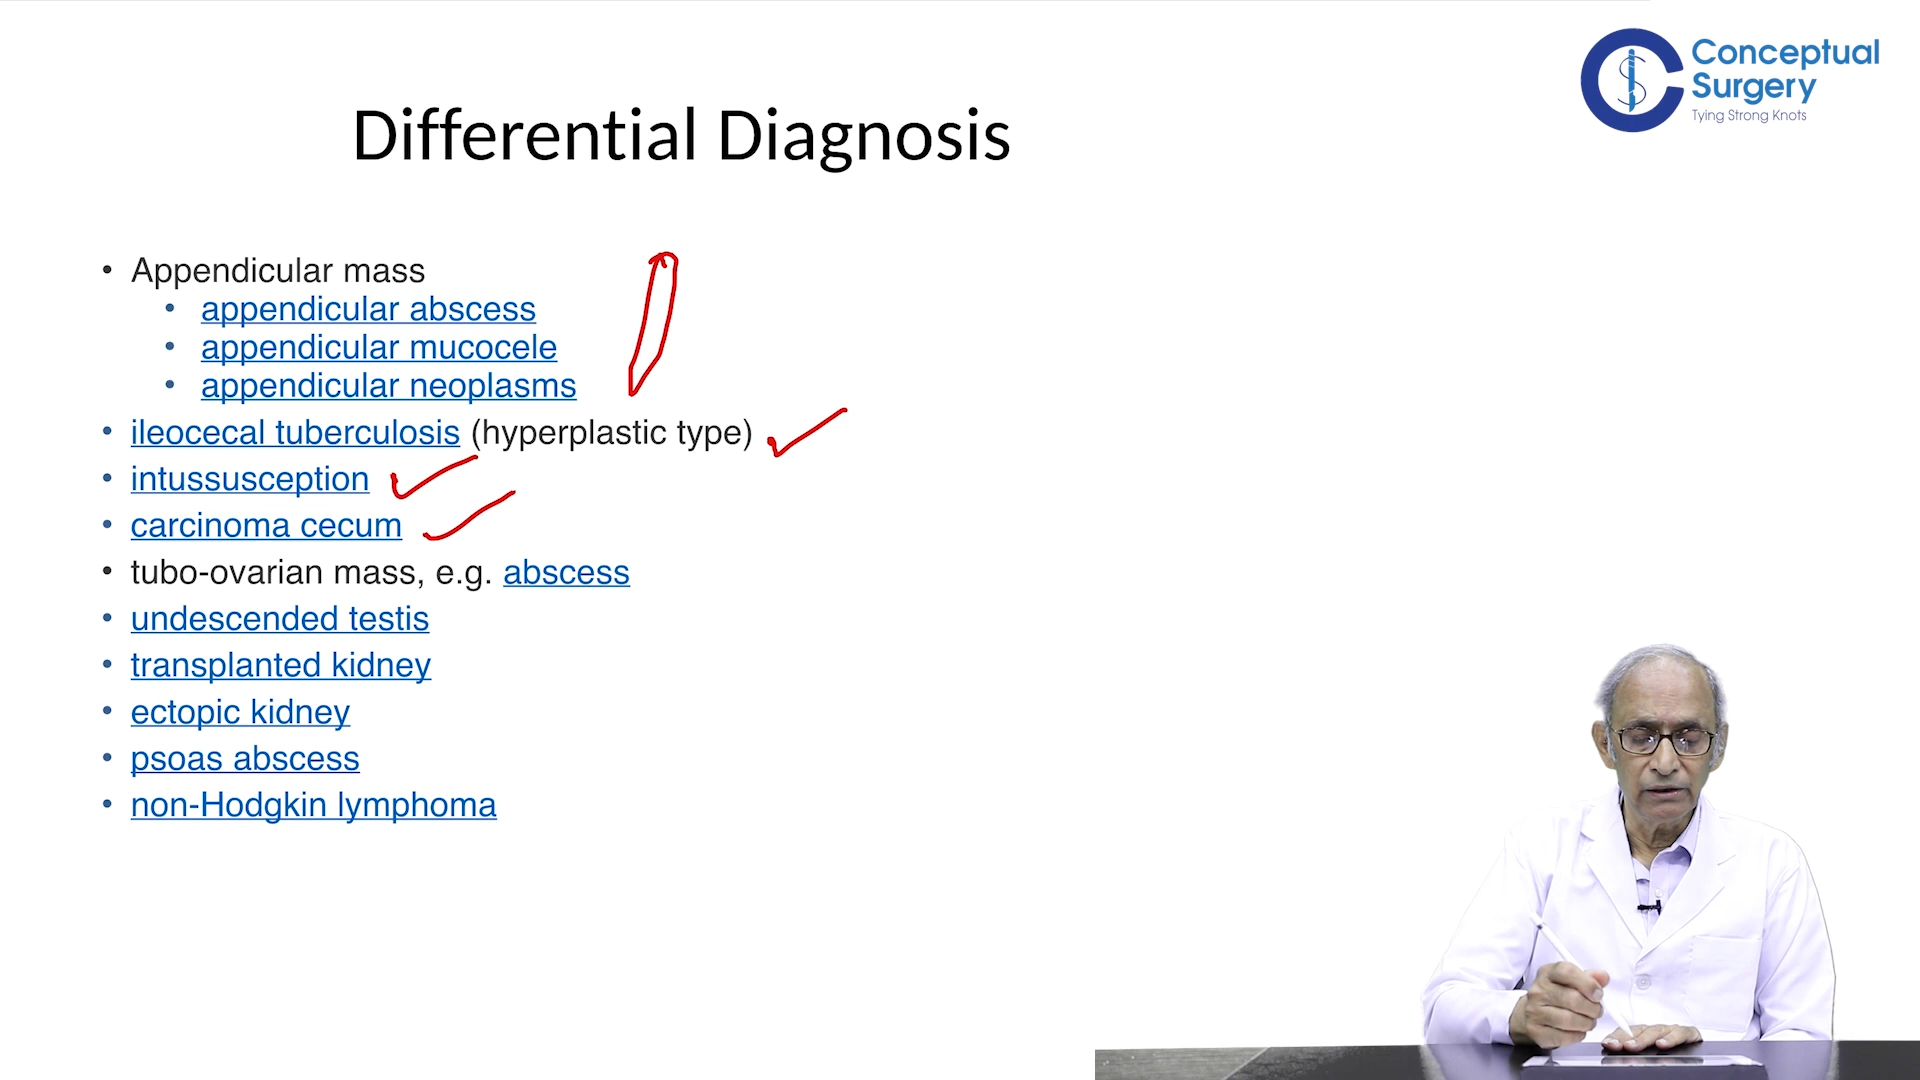 Conceptual
Surgery
Tying Strong Knots
Differential Diagnosis
• Appendicular mass
• appendicular abscess
• appendicular mucocele
• appendicular neoplasms
• ileocecal tuberculosis (hyperplastic type)
• intussusception
• carcinoma cecum
• tubo-ovarian mass, e.g. abscess
• undescended testis
• transplanted kidney
• ectopic kidney
• psoas abscess
• non-Hodgkin lymphoma